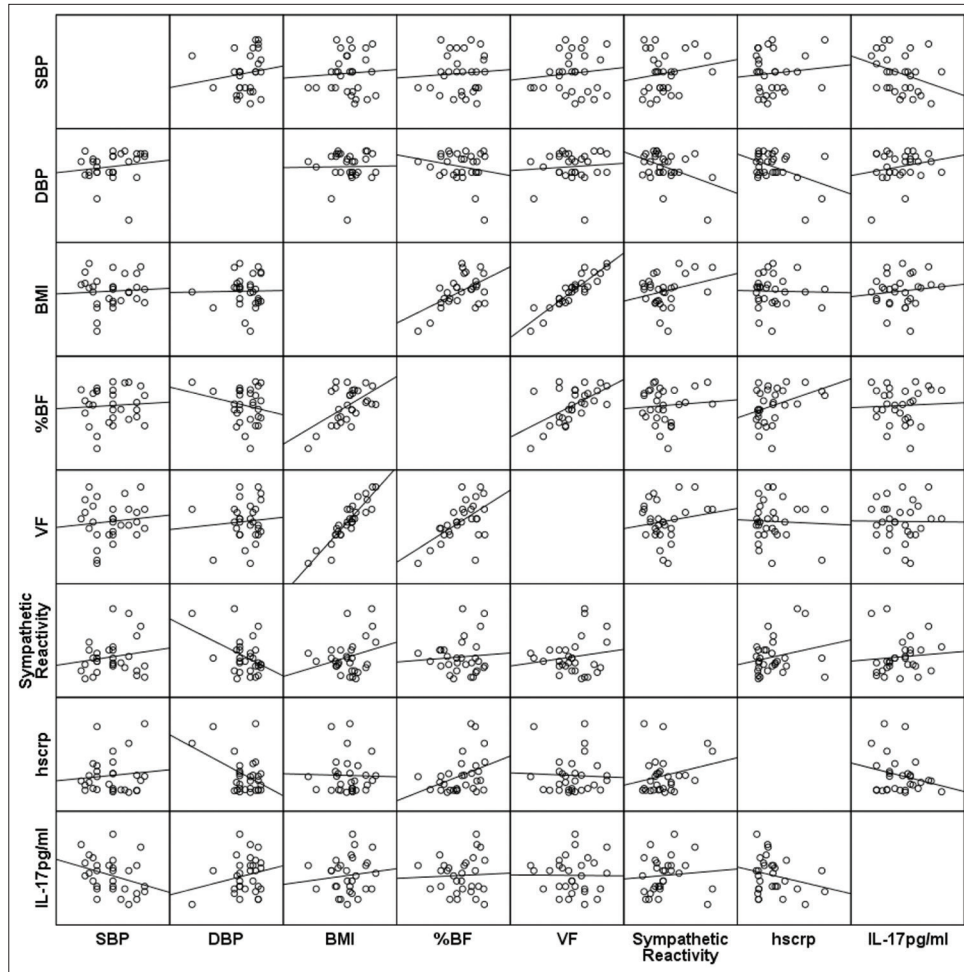 SBP
DBP
BMI
%BF
VF
Sympathetic
Reactivity
hscrp
IL-17pg/ml
SBP
DBP
BMI
%BF
VF
Sympathetic
Reactivity
hscrp
IL-17pg/ml